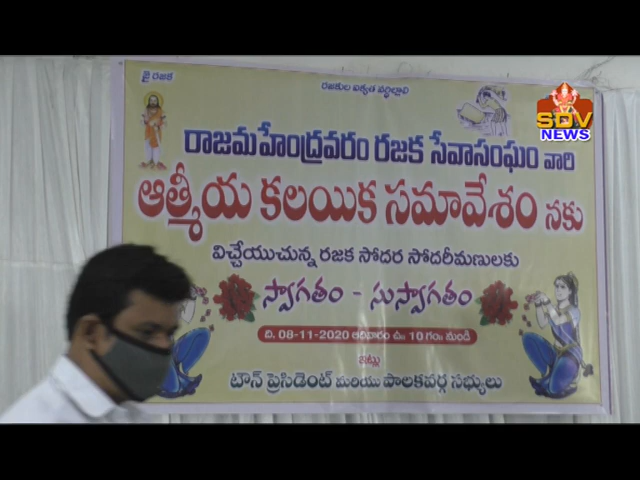 జై రజక
రజకుల ఐక్యత వర్ధిల్లాలి
SDV
NEWS
రాజమహేంద్రవరం రజక సేవాసంఘం వారి
ఆత్మీయ కలయిక సమావేశం నకు
విచ్చేయుచున్న రజక సోదర సోదరీమణులకు
స్వాగతం - సుస్వాగతం
ది. 08-11-2020 ఆదివారం ఉం 10 గం॥ నుండి
ఇట్లు
టౌన్ ప్రెసిడెంట్ మరియు పాలకవర్గ సభ్యులు